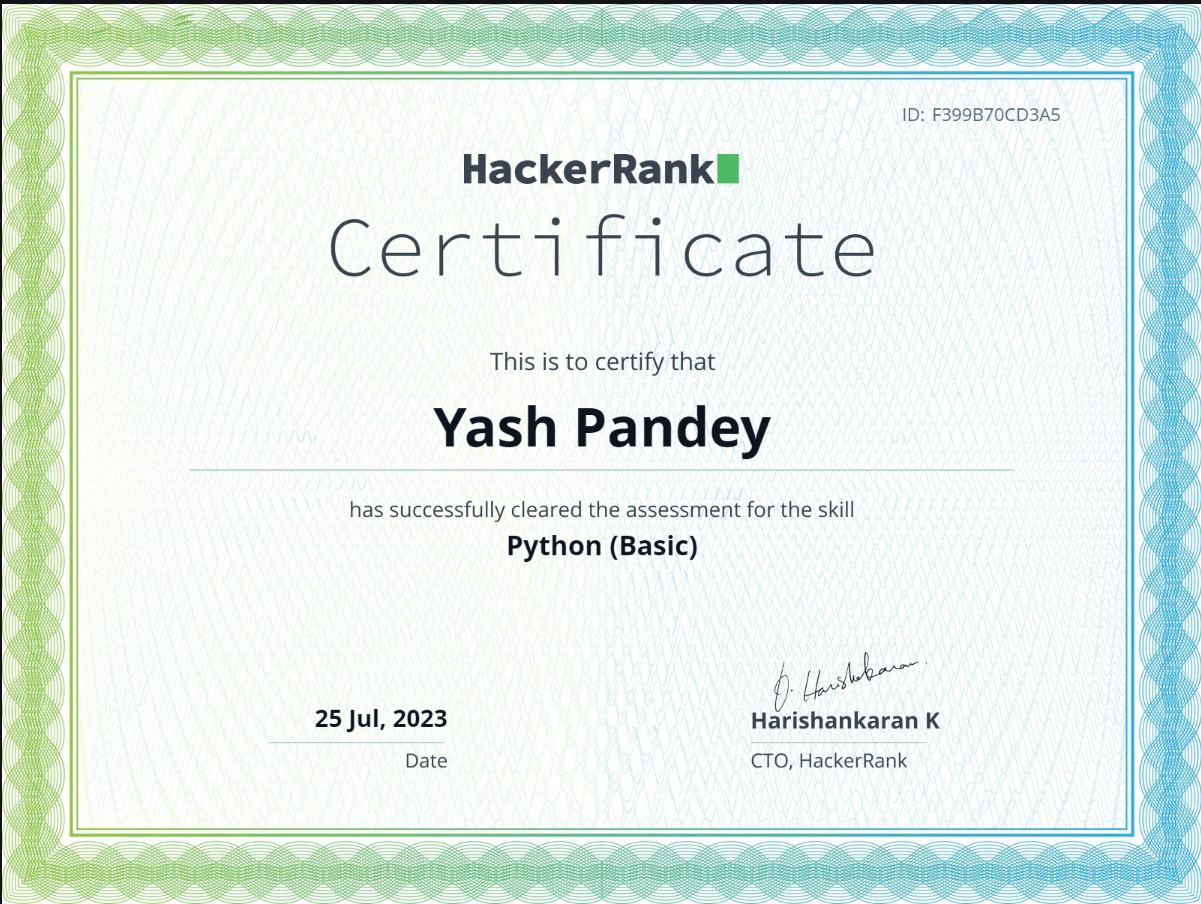 ID: F399B70CD3A5
HackerRank
Certificate
This is to certify that
Yash Pandey
has successfully cleared the assessment for the skill
Python (Basic)
25 Jul, 2023
Date
Harishankaran K
CTO, HackerRank